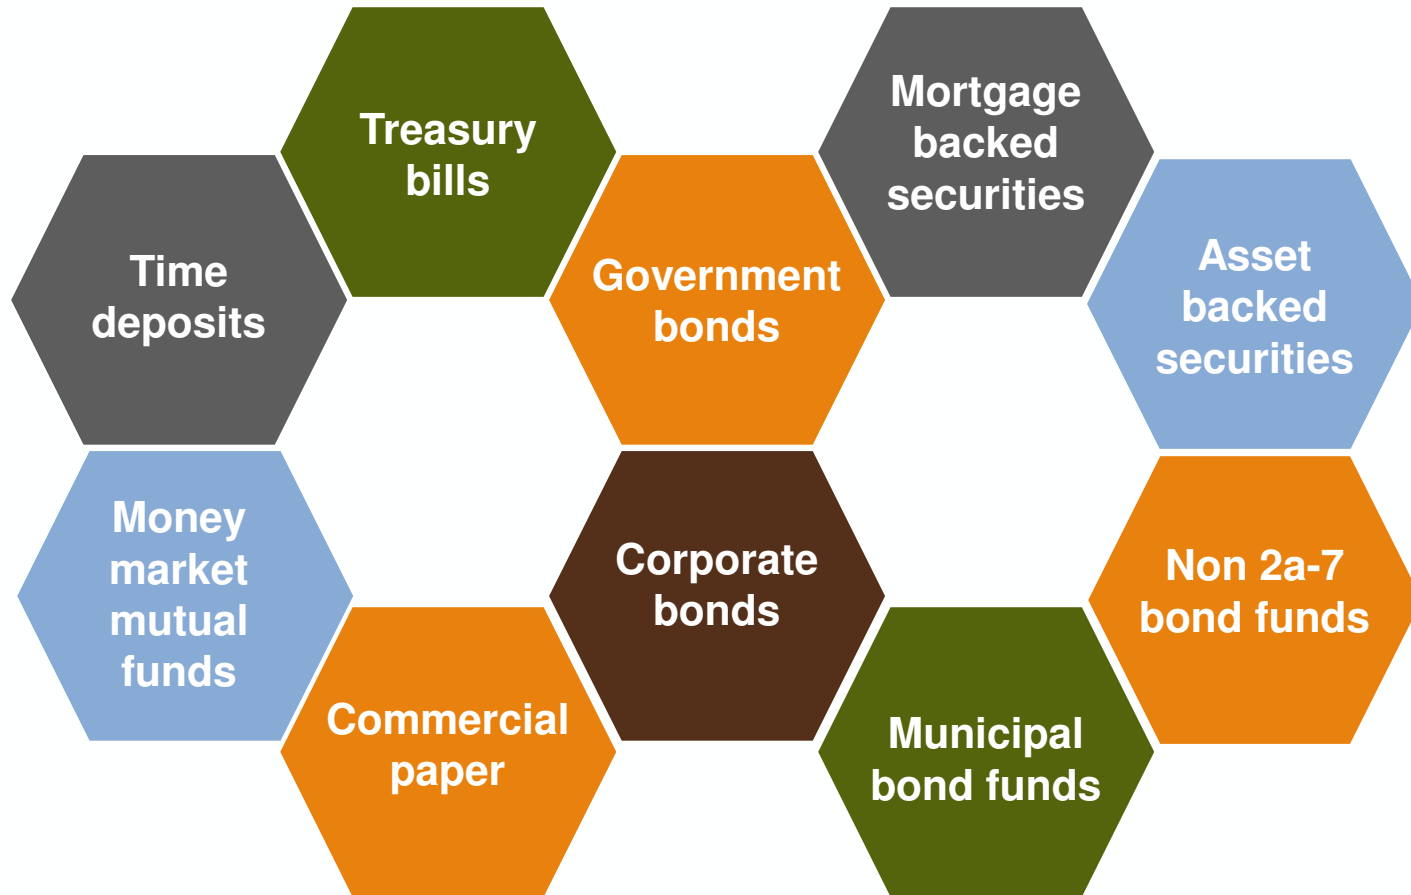 Treasury
bills
Mortgage
backed
securities
Time
deposits
Government
bonds
Asset
backed
securities
Money
market
mutual
funds
Corporate
bonds
Non 2a-7
bond funds
Commercial
paper
Municipal
bond funds